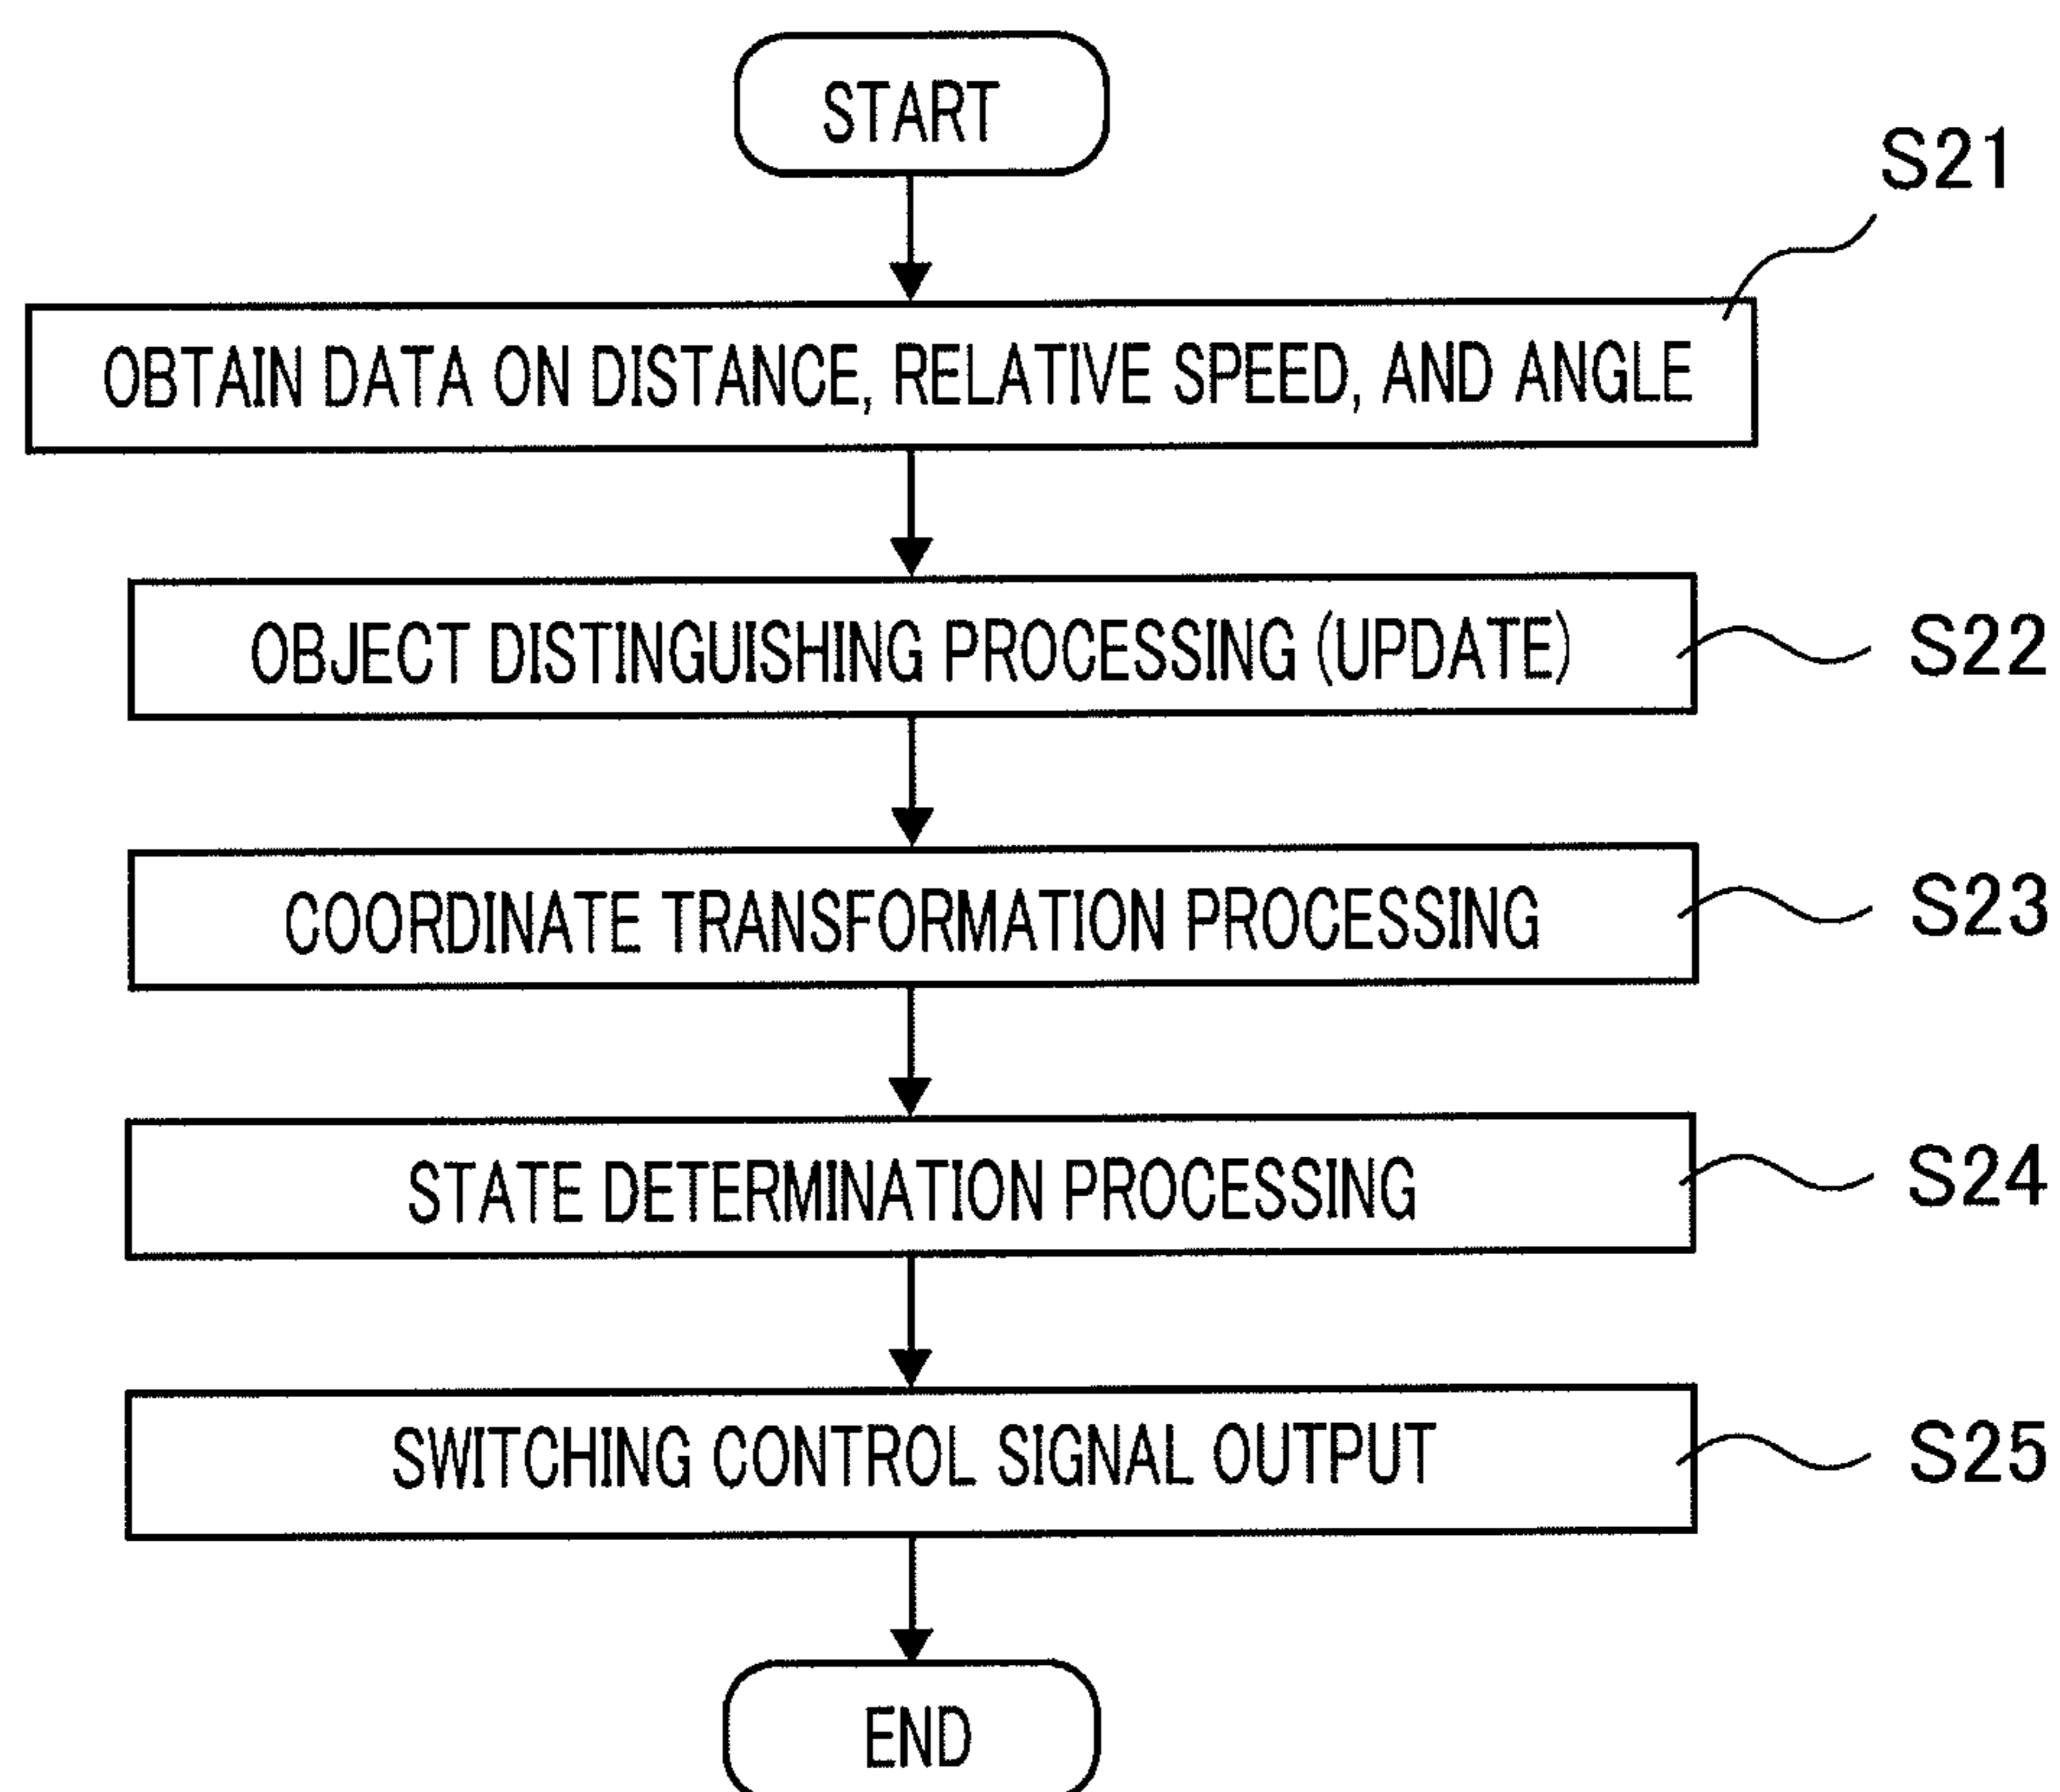 START
S21
OBTAIN DATA ON DISTANCE, RELATIVE SPEED, AND ANGLE
OBJECT DISTINGUISHING PROCESSING (UPDATE)
S22
COORDINATE TRANSFORMATION PROCESSING
S23
STATE DETERMINATION PROCESSING
S24
SWITCHING CONTROL SIGNAL OUTPUT
S25
END